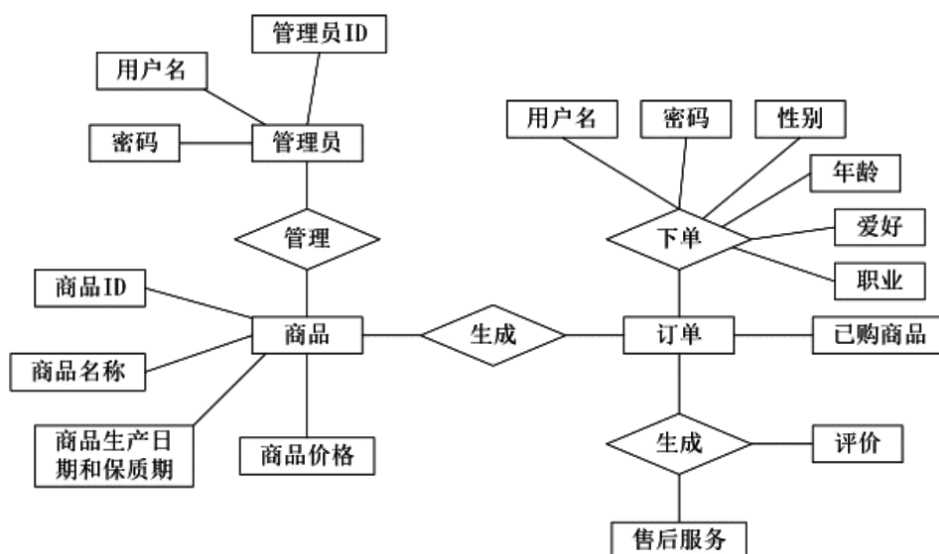 管理员ID
用户名
密码
管理员
用户名
密码
性别
年龄
爱好
职业
管理
下单
商品ID
商品
生成
订单
已购商品
商品名称
商品生产日
期和保质期
商品价格
生成
评价
售后服务